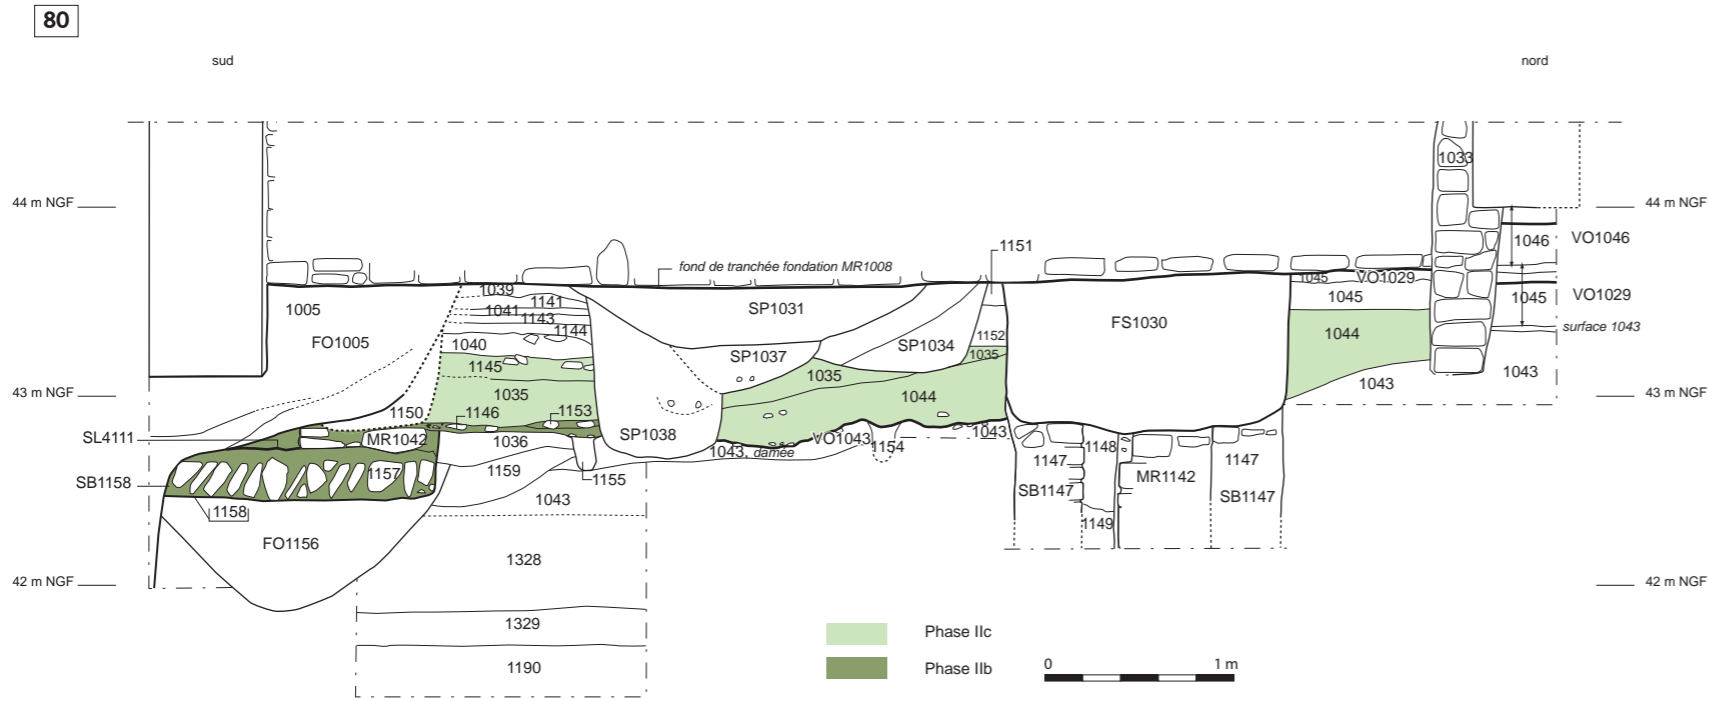 80
sud
nord
1033
44 m NGF
44 m NGF
1046
VO1046
1151
fond de tranchée fondation MR1008
1045
VO1029
1039
1141
1005
1041
1143
SP1031
1045
1045
VO1029
FS1030
surface 1043
1144
1044
FO1005
1040
SP1034
1152
SP1037
1035
1145
1035
1043
1043
43 m NGF
1035
1044
43 m NGF
1150
1146
1153
SL4111
MR1042
1036
SP1038
VO1043
1043
1154
1148
1043, damée
1147
1147
1157
1159
MR1142
SB1158
1155
SB1147
SB1147
1043
1158
1149
FO1156
1328
42 m NGF
42 m NGF
1329
Phase IIc
1190
Phase IIb
0
1 m